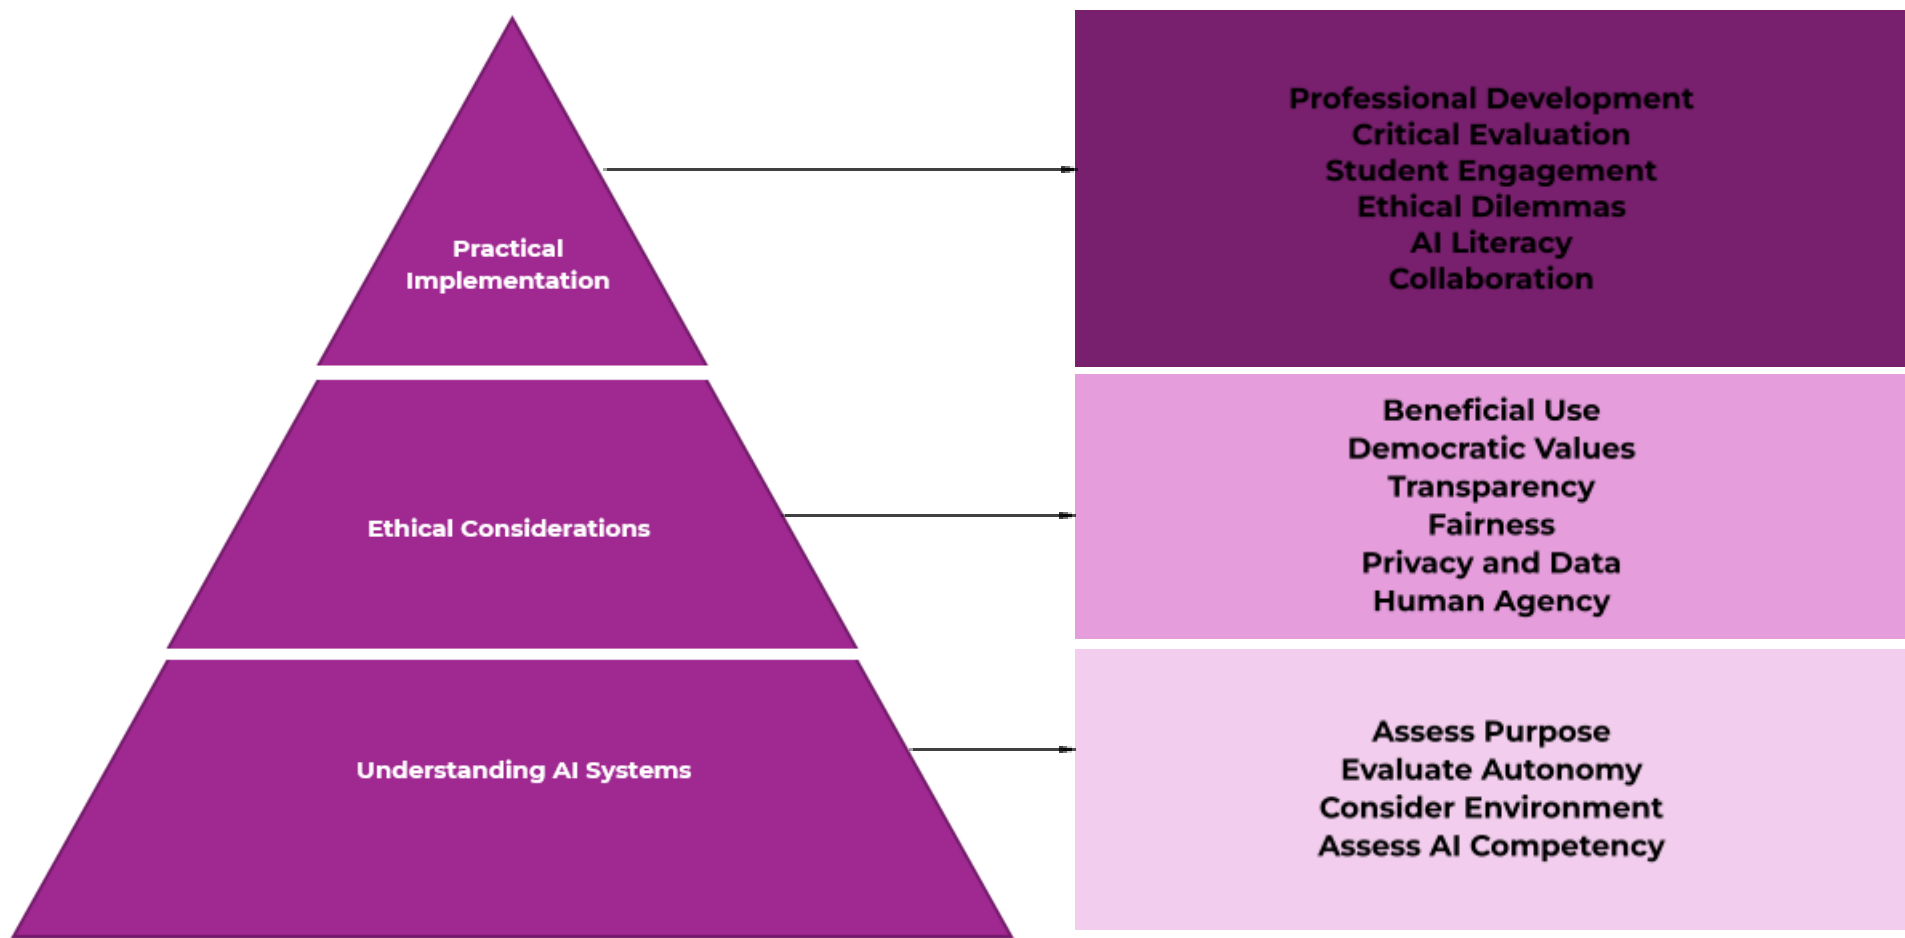 Practical
Implementation
Professional Development
Critical Evaluation
Student Engagement
Ethical Dilemmas
AI Literacy
Collaboration
Ethical Considerations
Beneficial Use
Democratic Values
Transparency
Fairness
Privacy and Data
Human Agency
Understanding AI Systems
Assess Purpose
Evaluate Autonomy
Consider Environment
Assess AI Competency